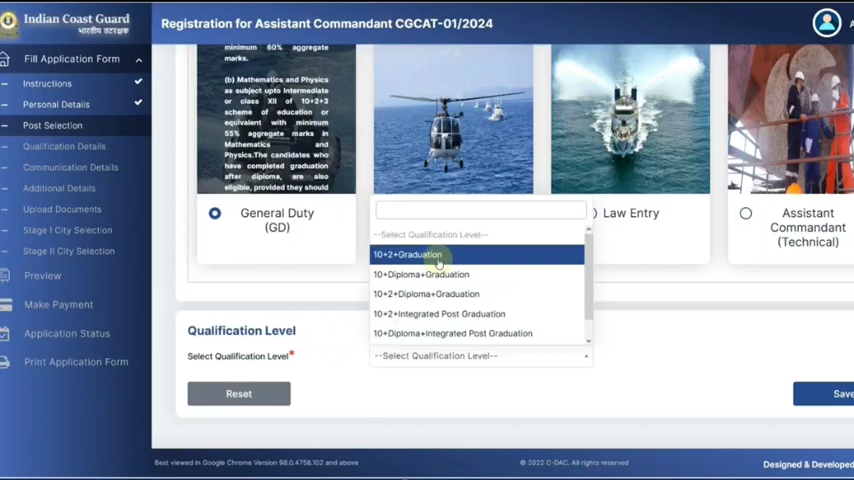 Indian Coast Guard
भारतीय तटरक्षक
Registration for Assistant Commandant CGCAT-01/2024
Fill Application Form
Instructions
Personal Details
Post Selection
Qualification Details
Communication Details
Additional Details
Upload Documents
Stage I City Selection
Stage II City Selection
Preview
Make Payment
Application Status
Print Application Form
minimum 60% aggregate
marks.
(b) Mathematics and Physics
as subject upto Intermediate
or class XII of 10+2+3
scheme of education or
equivalent with minimum
55% aggregate marks in
Mathematics and
Physics.The candidates who
have completed graduation
after diploma, are also
eligible, provided they should
General Duty
(GD)
Law Entry
Assistant
Commandant
(Technical)
--Select Qualification Level--
10+2+Graduation
10+Diploma+Graduation
10+2+Diploma+Graduation
10+2+Integrated Post Graduation
10+Diploma+Integrated Post Graduation
Qualification Level
Select Qualification Level*
--Select Qualification Level--
Reset
Save
Best viewed in Google Chrome Version 98.0.4758.102 and above
© 2022 C-DAC. All rights reserved
Designed & Developed